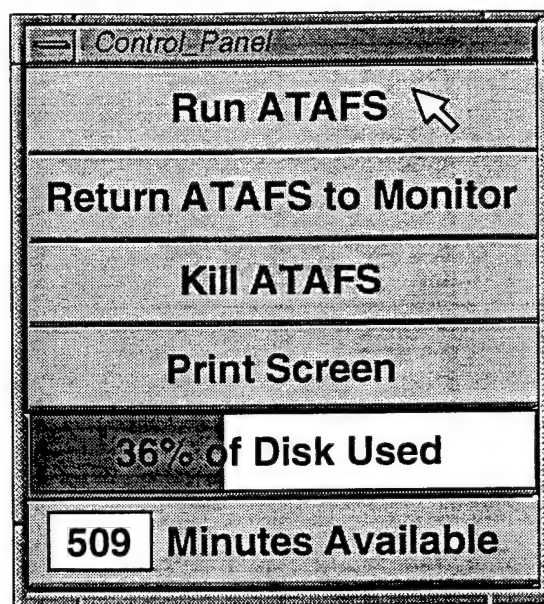 Control_Panel
Run ATAFS
Return ATAFS to Monitor
Kill ATAFS
Print Screen
36% of Disk Used
509 Minutes Available